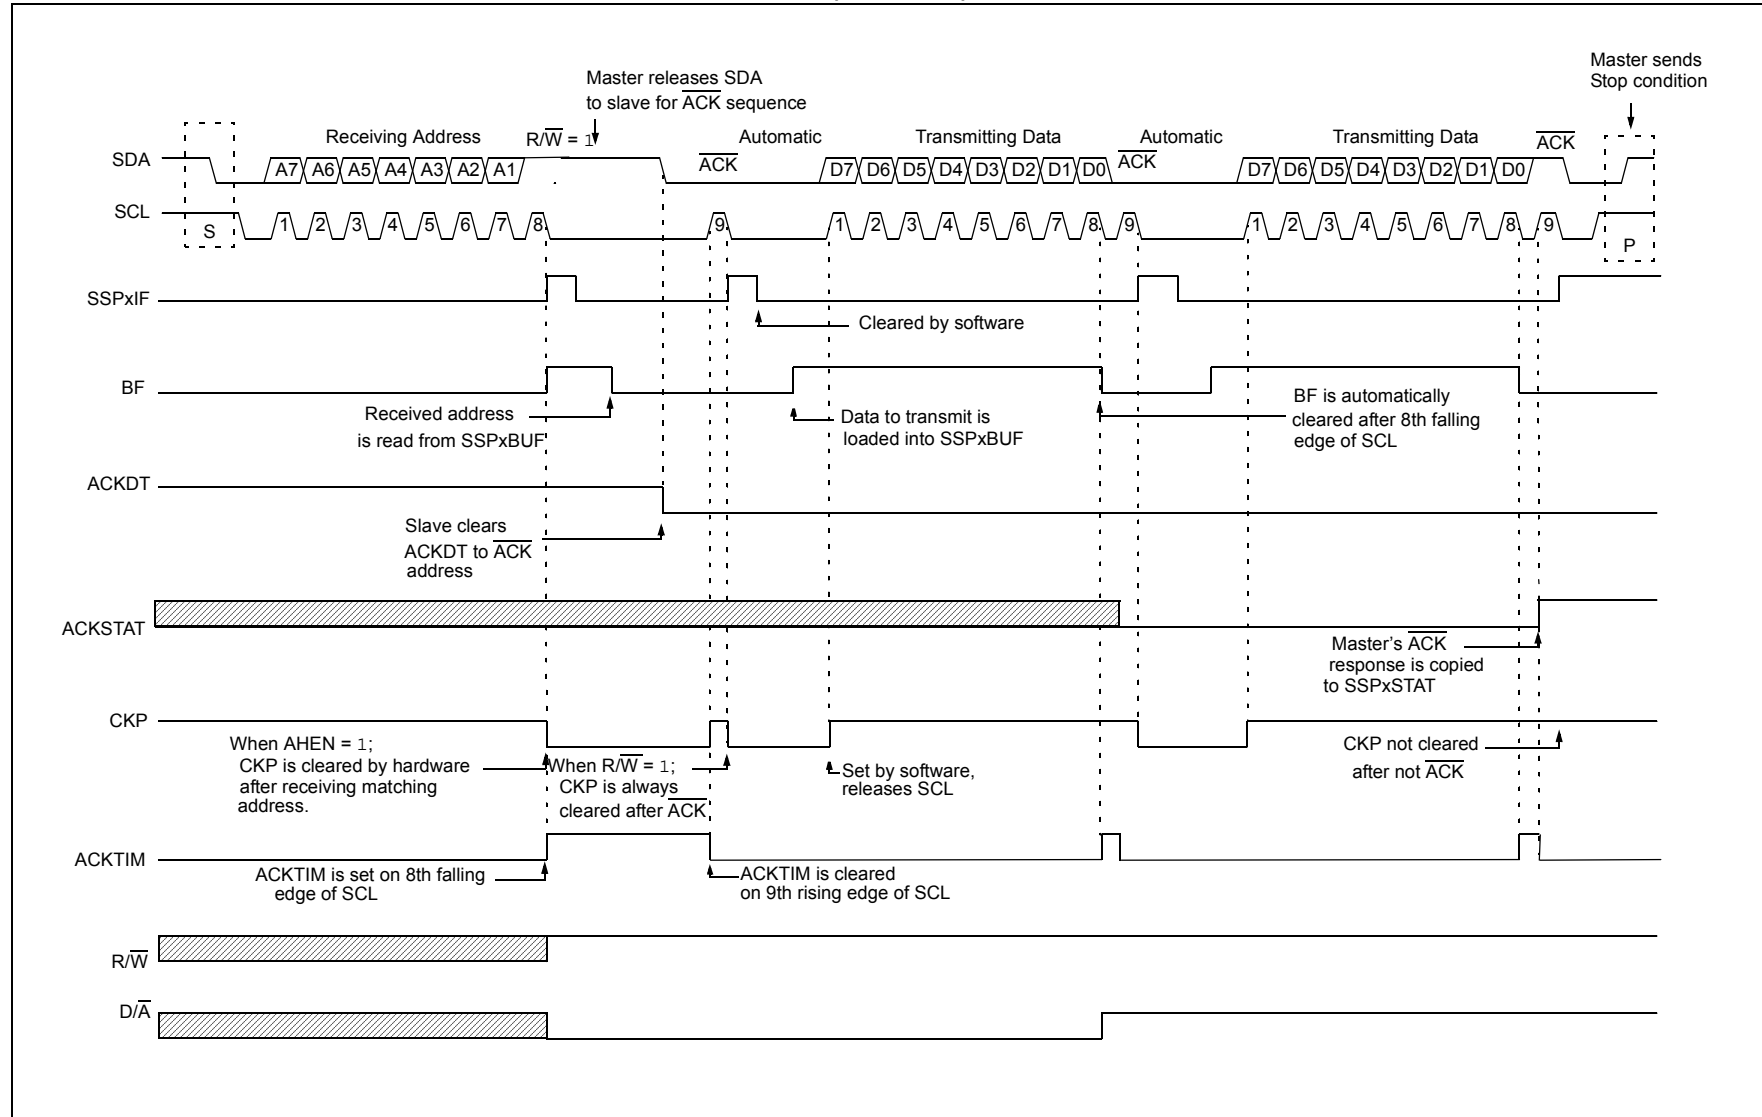 Master sends
Stop condition
Master releases SDA
to slave for ACK sequence
Receiving Address
R/W = 1
Automatic
Transmitting Data
Automatic
Transmitting Data
ACK
ACK
ACK
SDA
A7 A6 A5 A4 A3 A2 A1
D7 D6 D5 D4 D3 D2 D1 D0
D7 D6 D5 D4 D3 D2 D1 D0
SCL
S
1 2 3 4 5 6 7 8 9
1 2 3 4 5 6 7 8 9
1 2 3 4 5 6 7 8 9
P
SSPxIF
Cleared by software
BF
Received address
is read from SSPxBUF
Data to transmit is
loaded into SSPxBUF
BF is automatically
cleared after 8th falling
edge of SCL
ACKDT
Slave clears
ACKDT to ACK
address
ACKSTAT
Master's ACK
response is copied
to SSPxSTAT
CKP
When AHEN = 1;
CKP is cleared by hardware
after receiving matching
address.
When R/W = 1;
CKP is always
cleared after ACK
Set by software,
releases SCL
CKP not cleared
after not ACK
ACKTIM
ACKTIM is set on 8th falling
edge of SCL
ACKTIM is cleared
on 9th rising edge of SCL
R/W
D/A